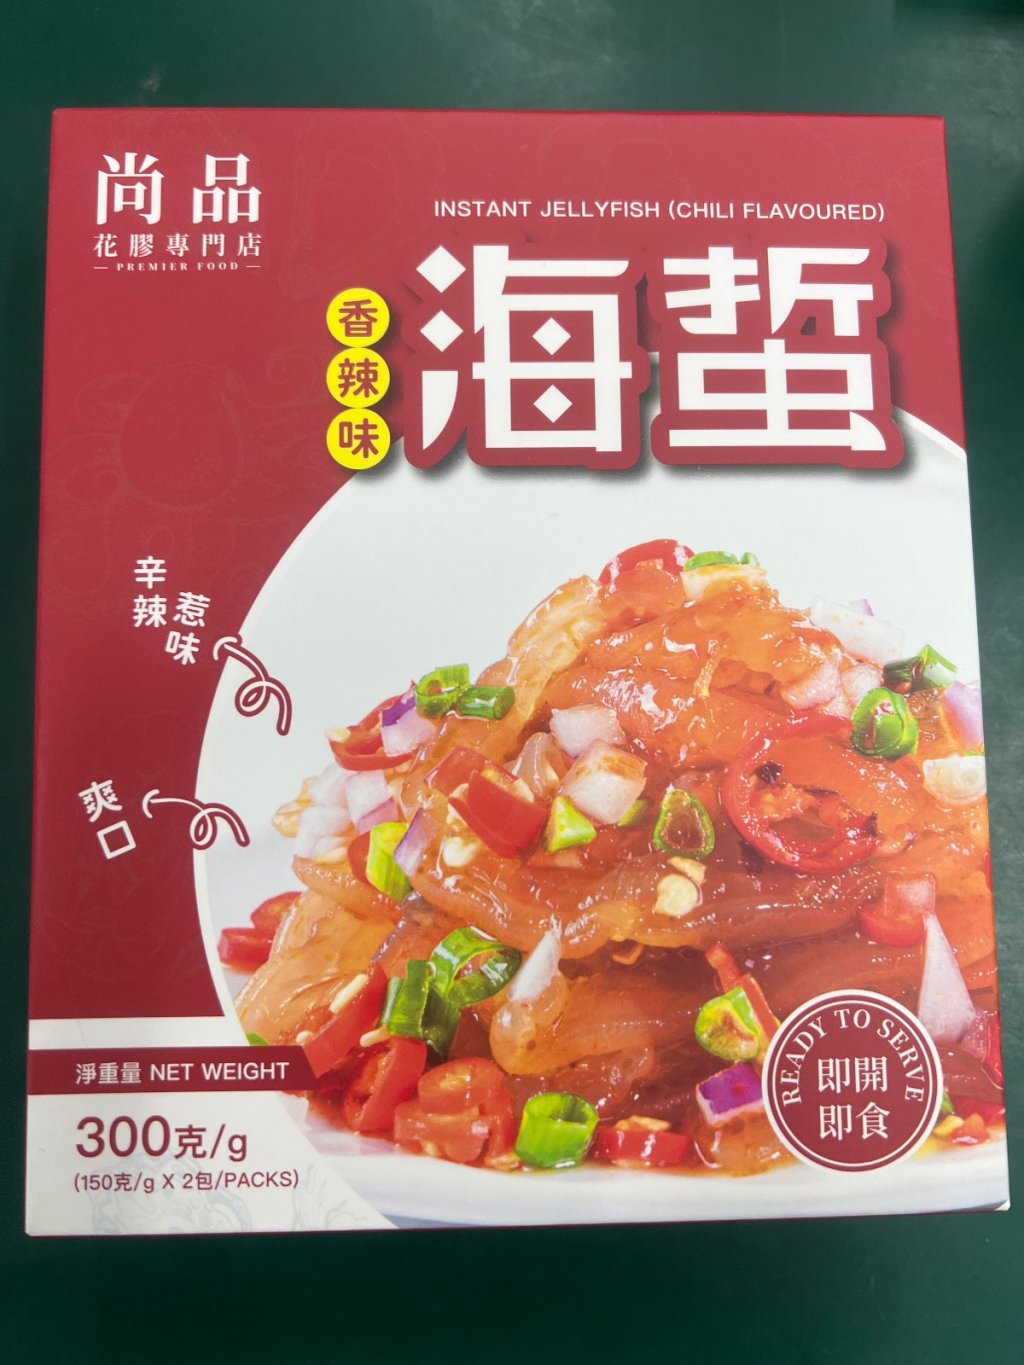 尚品
花膠專門店
PREMIER FOOD
INSTANT JELLYFISH (CHILI FLAVOURED)
海蜇
香辣味
辛辣
惹味
爽口
淨重量 NET WEIGHT
300克/g
(150克/g X 2包/PACKS)
READY TO SERVE
即開
即食